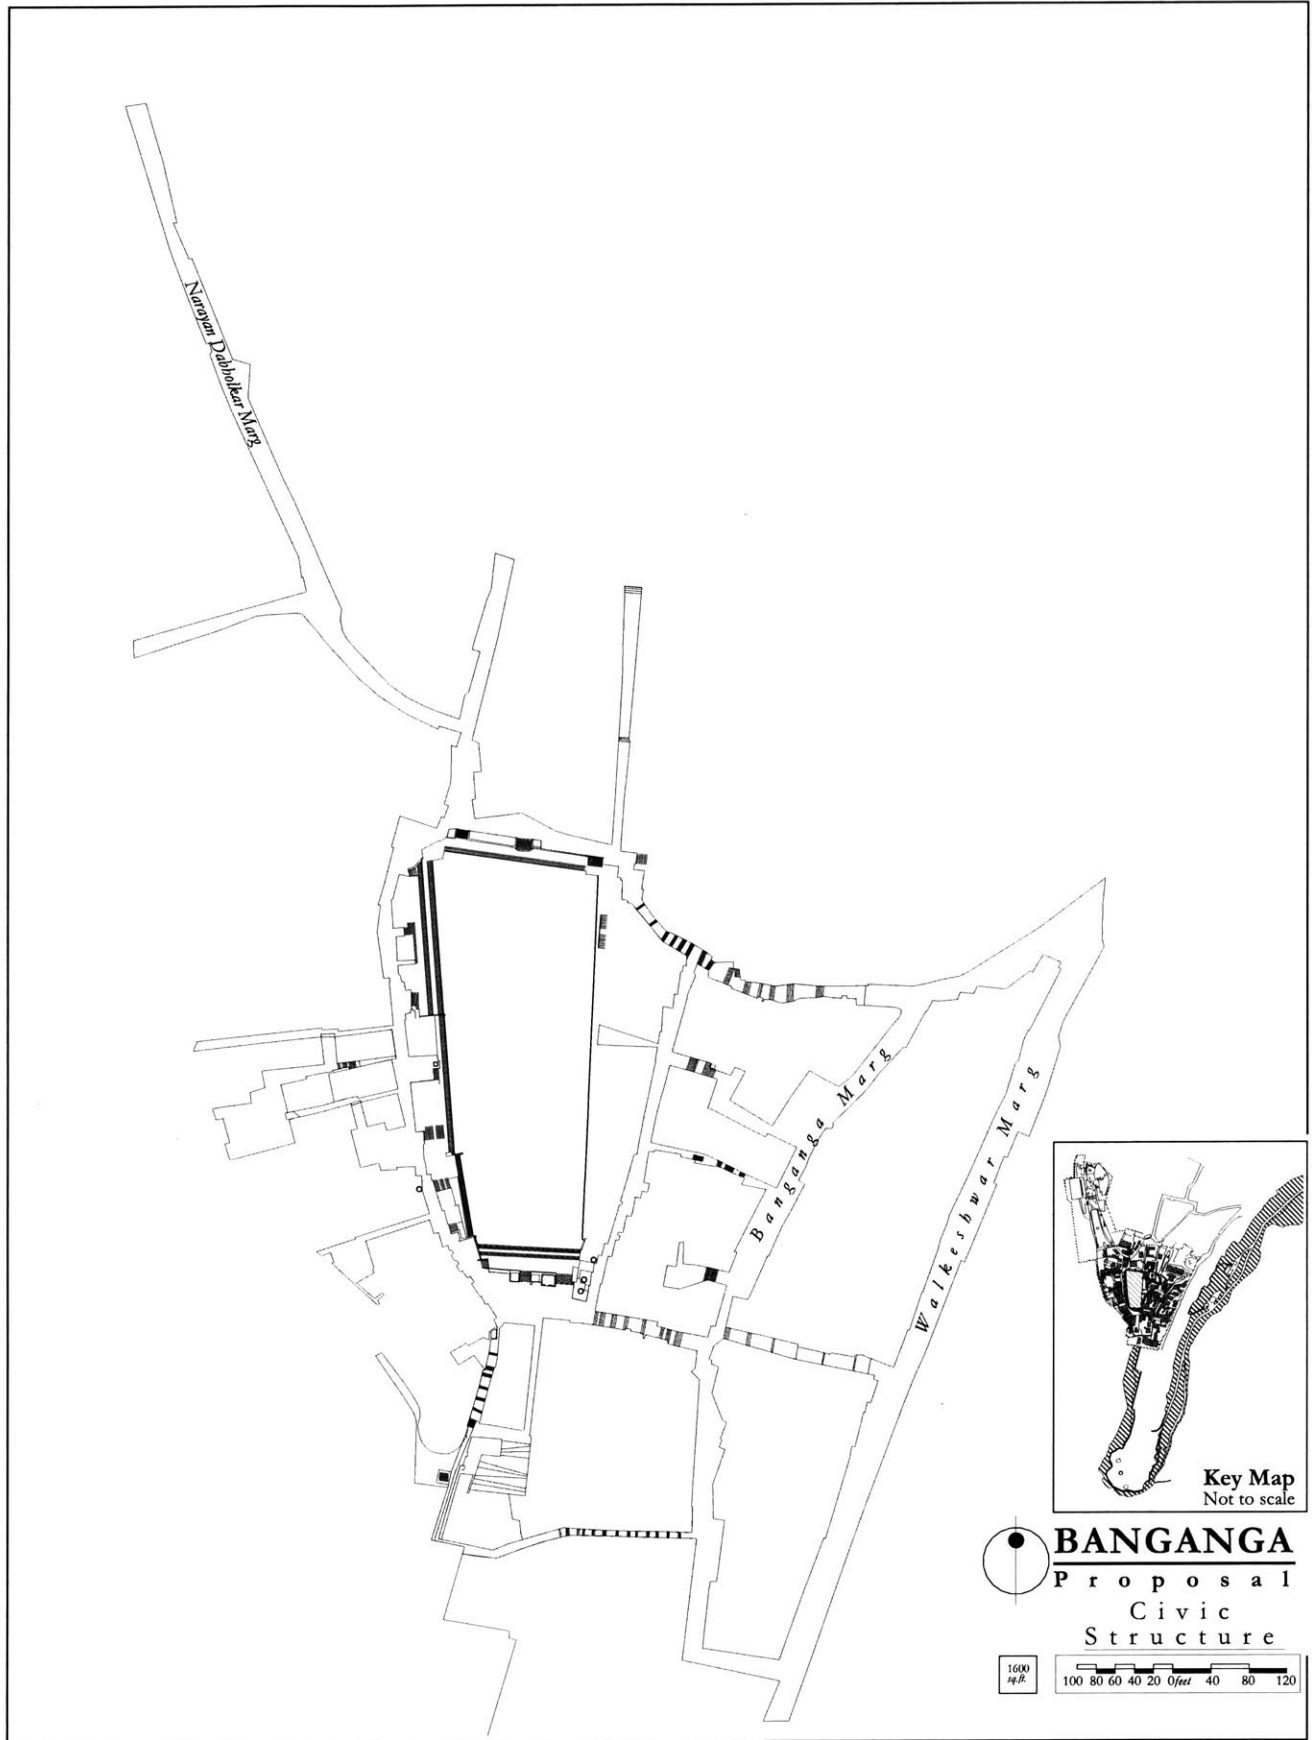 Narayan Dabholkar Marg
Banganga Marg
Walkeshwar Marg
Key Map
Not to scale
BANGANGA
Proposal
Civic
Structure
1600
sq.ft.
100 80 60 40 20 0feet 40 80 120